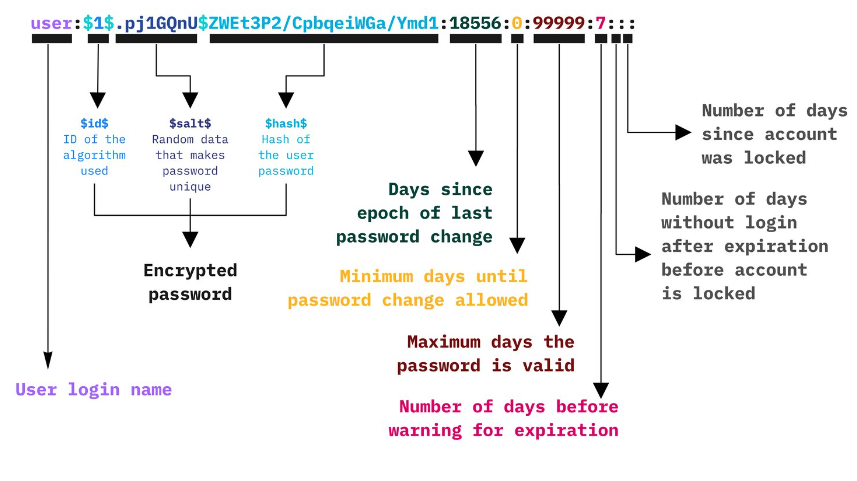 user:$1$.pj1GQnU$ZWEt3P2/CpbqeiWGa/Ymd1:18556:0:99999:7:::
$id$
ID of the
algorithm
used
$salt$
Random data
that makes
password
unique
$hash$
Hash of
the user
password
Encrypted
password
User login name
Days since
epoch of last
password change
Minimum days until
password change allowed
Maximum days the
password is valid
Number of days before
warning for expiration
Number of days
since account
was locked
Number of days
without login
after expiration
before account
is locked